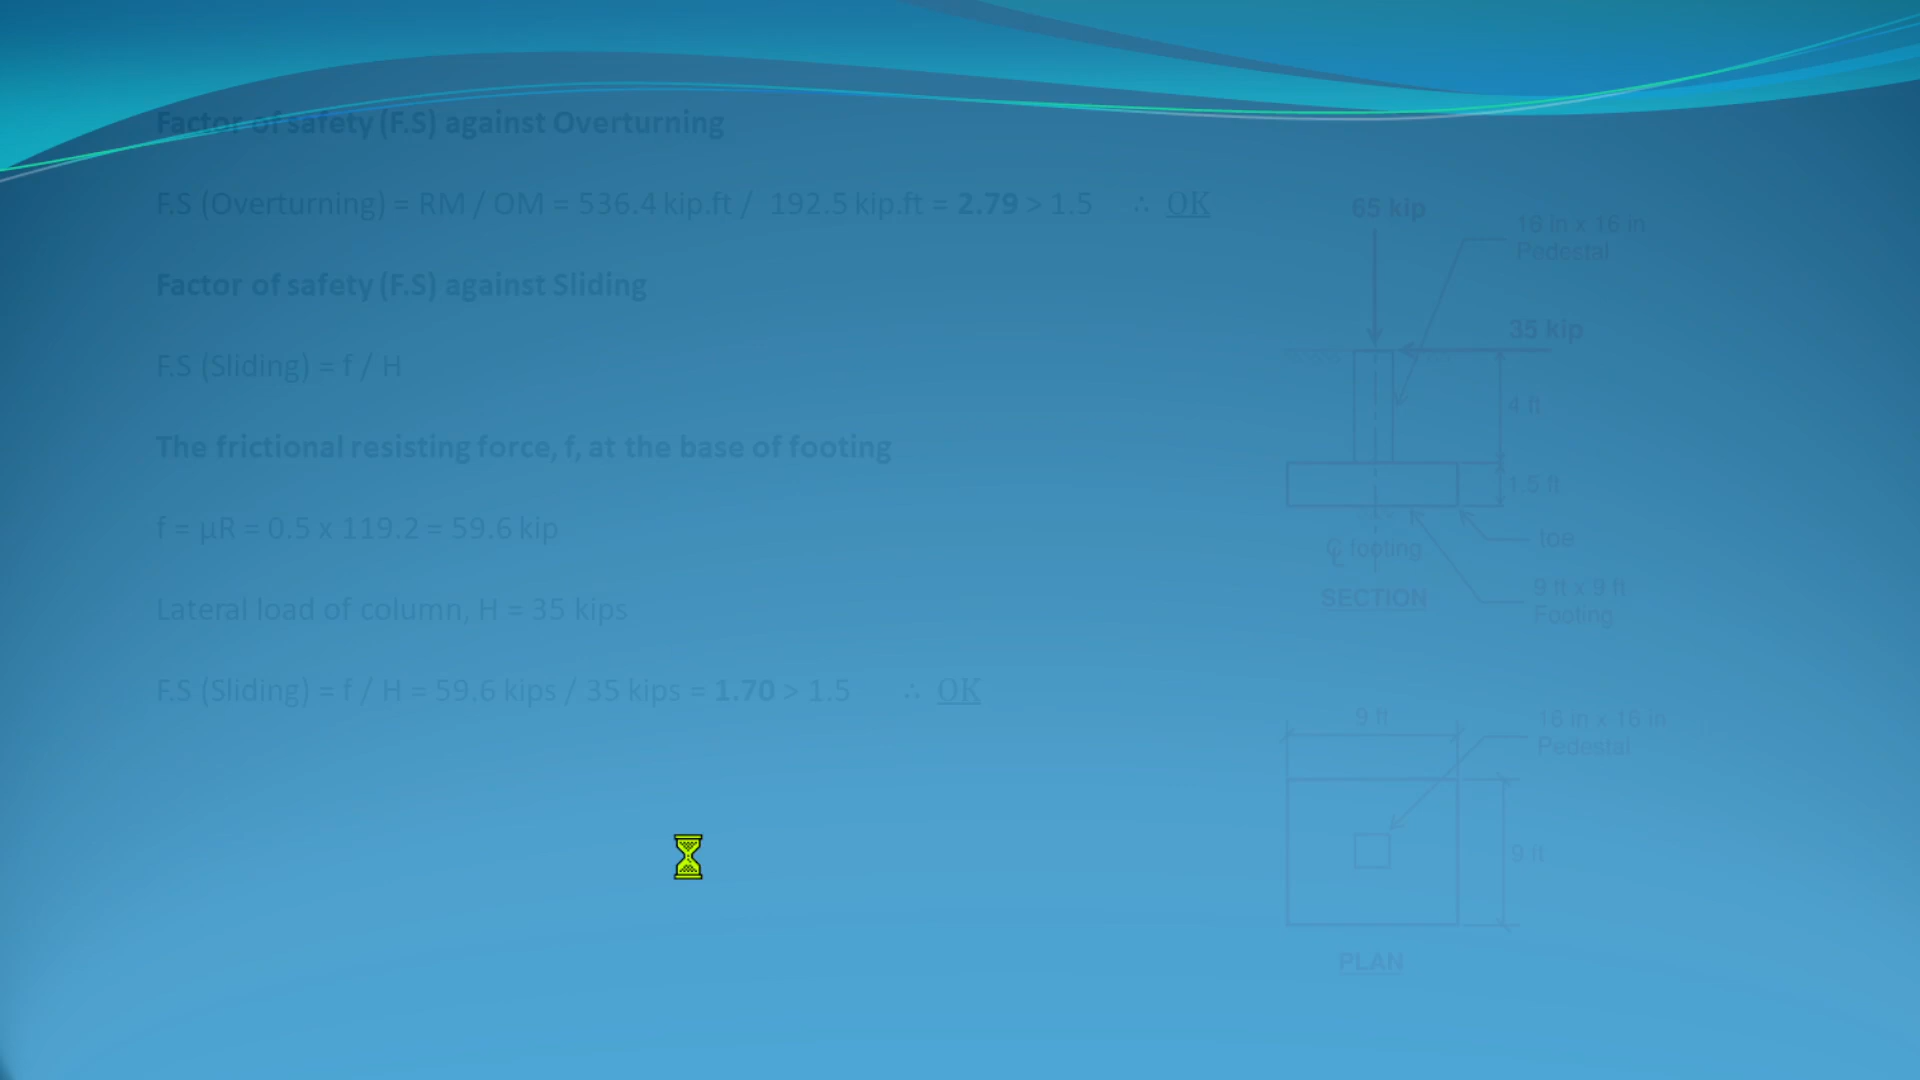 Factor of safety (F.S) against Overturning
F.S (Overturning) = RM / OM = 536.4 kip.ft / 192.5 kip.ft = 2.79 > 1.5 ∴ OK
Factor of safety (F.S) against Sliding
F.S (Sliding) = f / H
The frictional resisting force, f, at the base of footing
f = μR = 0.5 x 119.2 = 59.6 kip
Lateral load of column, H = 35 kips
F.S (Sliding) = f / H = 59.6 kips / 35 kips = 1.70 > 1.5 ∴ OK
65 kip
16 in x 16 in
Pedestal
35 kip
4 ft
1.5 ft
toe
℄ footing
9 ft x 9 ft
Footing
SECTION
9 ft
16 in x 16 in
Pedestal
9 ft
PLAN